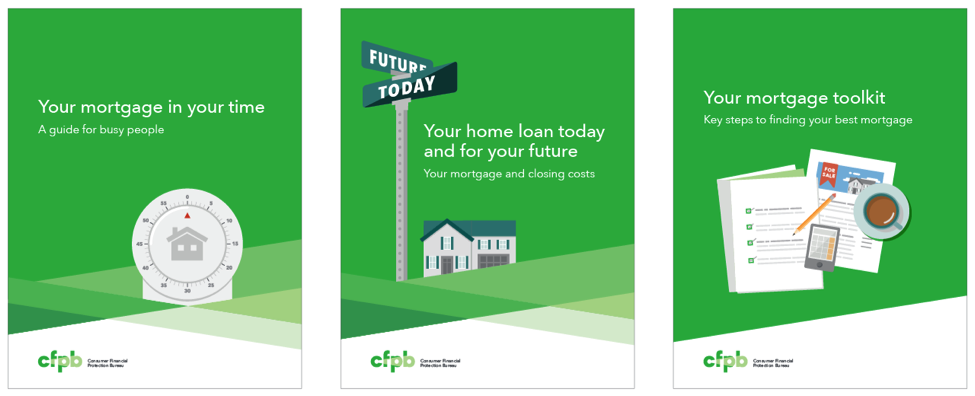 Your mortgage in your time
A guide for busy people
0
5
10
15
20
25
30
35
40
45
50
55
cfpb
Consumer Financial
Protection Bureau
FUTURE
TODAY
Your home loan today
and for your future
Your mortgage and closing costs
cfpb
Consumer Financial
Protection Bureau
Your mortgage toolkit
Key steps to finding your best mortgage
FOR
SALE
cfpb
Consumer Financial
Protection Bureau